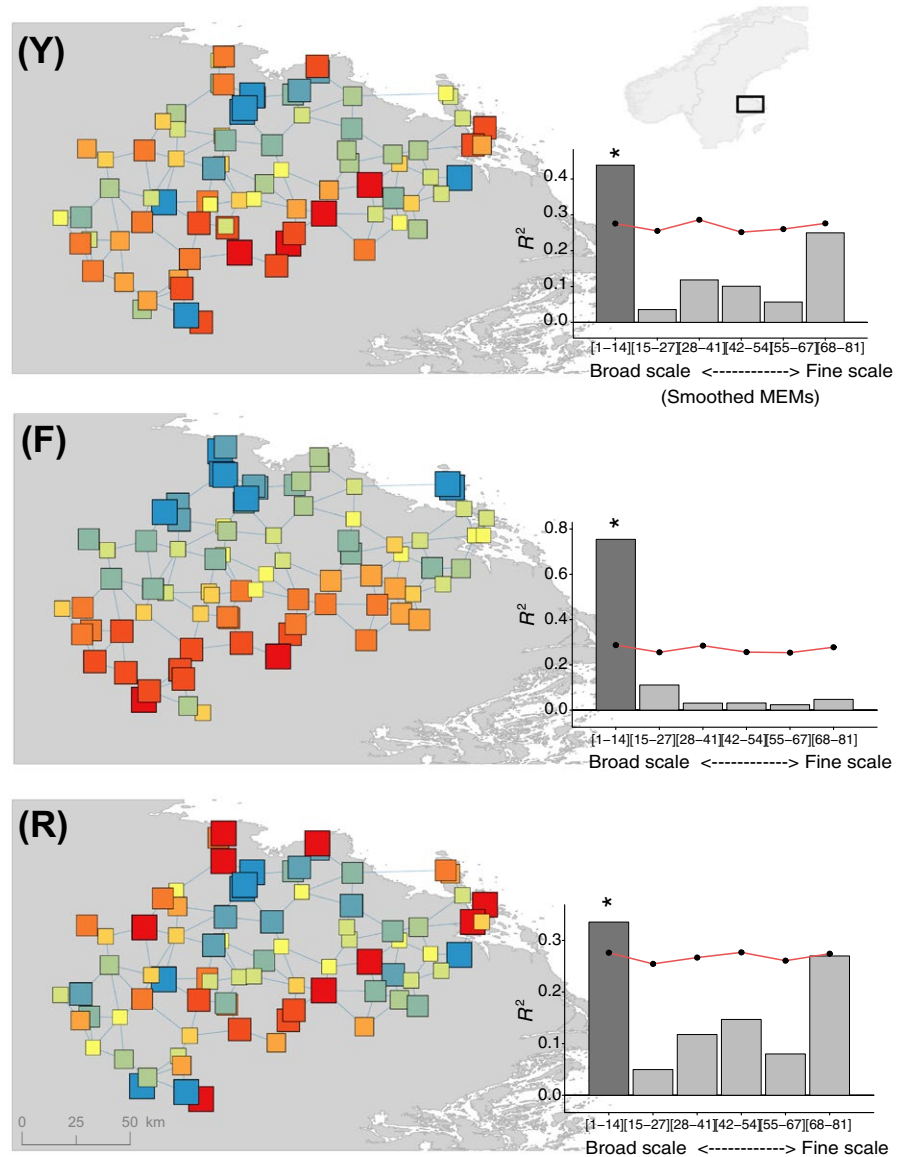 (Y)
*
R²
0.4
0.3
0.2
0.1
0.0
[1–14] [15–27] [28–41] [42–54] [55–67] [68–81]
Broad scale <------------> Fine scale
(Smoothed MEMs)
(F)
*
R²
0.8
0.6
0.4
0.2
0.0
[1–14] [15–27] [28–41] [42–54] [55–67] [68–81]
Broad scale <------------> Fine scale
(R)
*
R²
0.3
0.2
0.1
0.0
0 25 50 km
[1–14] [15–27] [28–41] [42–54] [55–67] [68–81]
Broad scale <------------> Fine scale